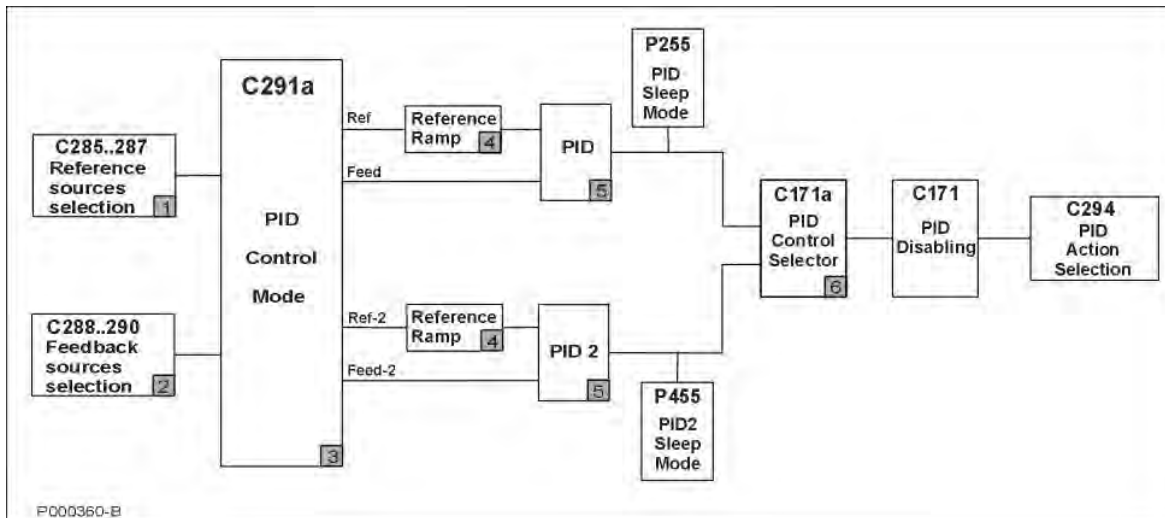 C285..287
Reference
sources
selection
1
C288..290
Feedback
sources
selection
2
C291a
PID
Control
Mode
3
Ref
Reference
Ramp
4
Feed
PID
5
P255
PID
Sleep
Mode
Ref-2
Reference
Ramp
4
Feed-2
PID 2
5
P455
PID2
Sleep
Mode
C171a
PID
Control
Selector
6
C171
PID
Disabling
C294
PID
Action
Selection
P000360-B